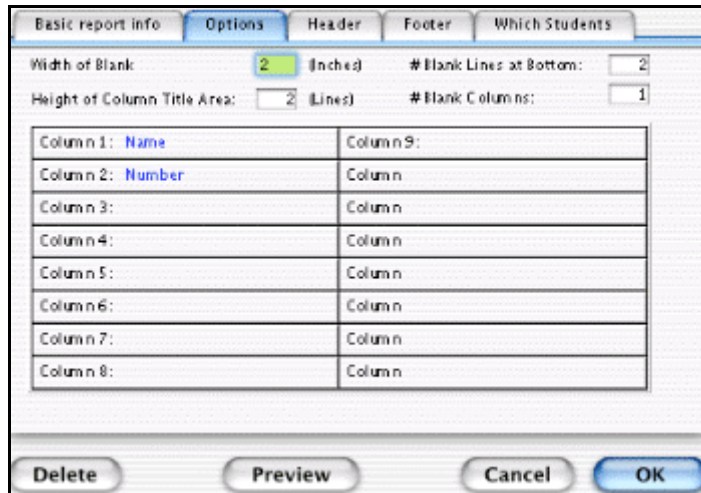 Basic report info Options Header Footer Which Students
Width of Blank 2 (Inches) # Blank Lines at Bottom: 2
Height of Column Title Area: 2 (Lines) # Blank Columns: 1
Column 1: Name Column 9:
Column 2: Number Column
Column 3: Column
Column 4: Column
Column 5: Column
Column 6: Column
Column 7: Column
Column 8: Column
Delete Preview Cancel OK